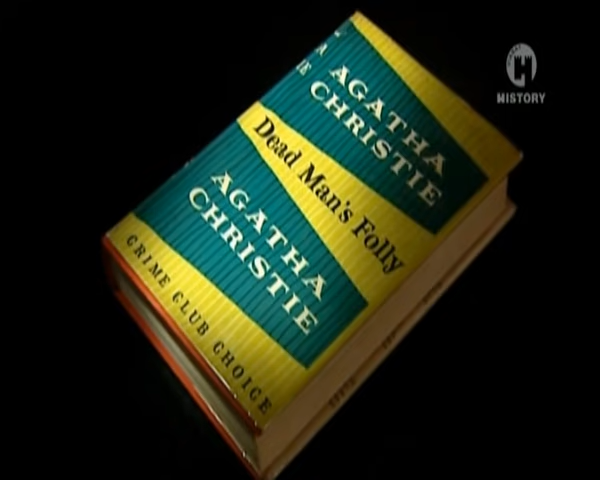 AGATHA
CHRISTIE
Dead Man's Folly
AGATHA
CHRISTIE
CRIME CLUB CHOICE
HISTORY